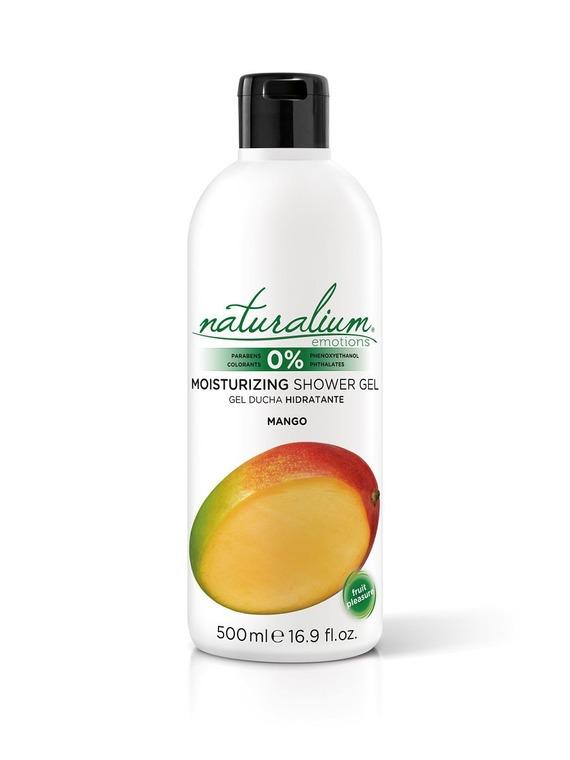 naturalium®
emotions
PARABENS
COLORANTS
0%
PHENOXYETHANOL
PHTHALATES
MOISTURIZING SHOWER GEL
GEL DUCHA HIDRATANTE
MANGO
fruit
pleasure
500ml℮16.9 fl.oz.